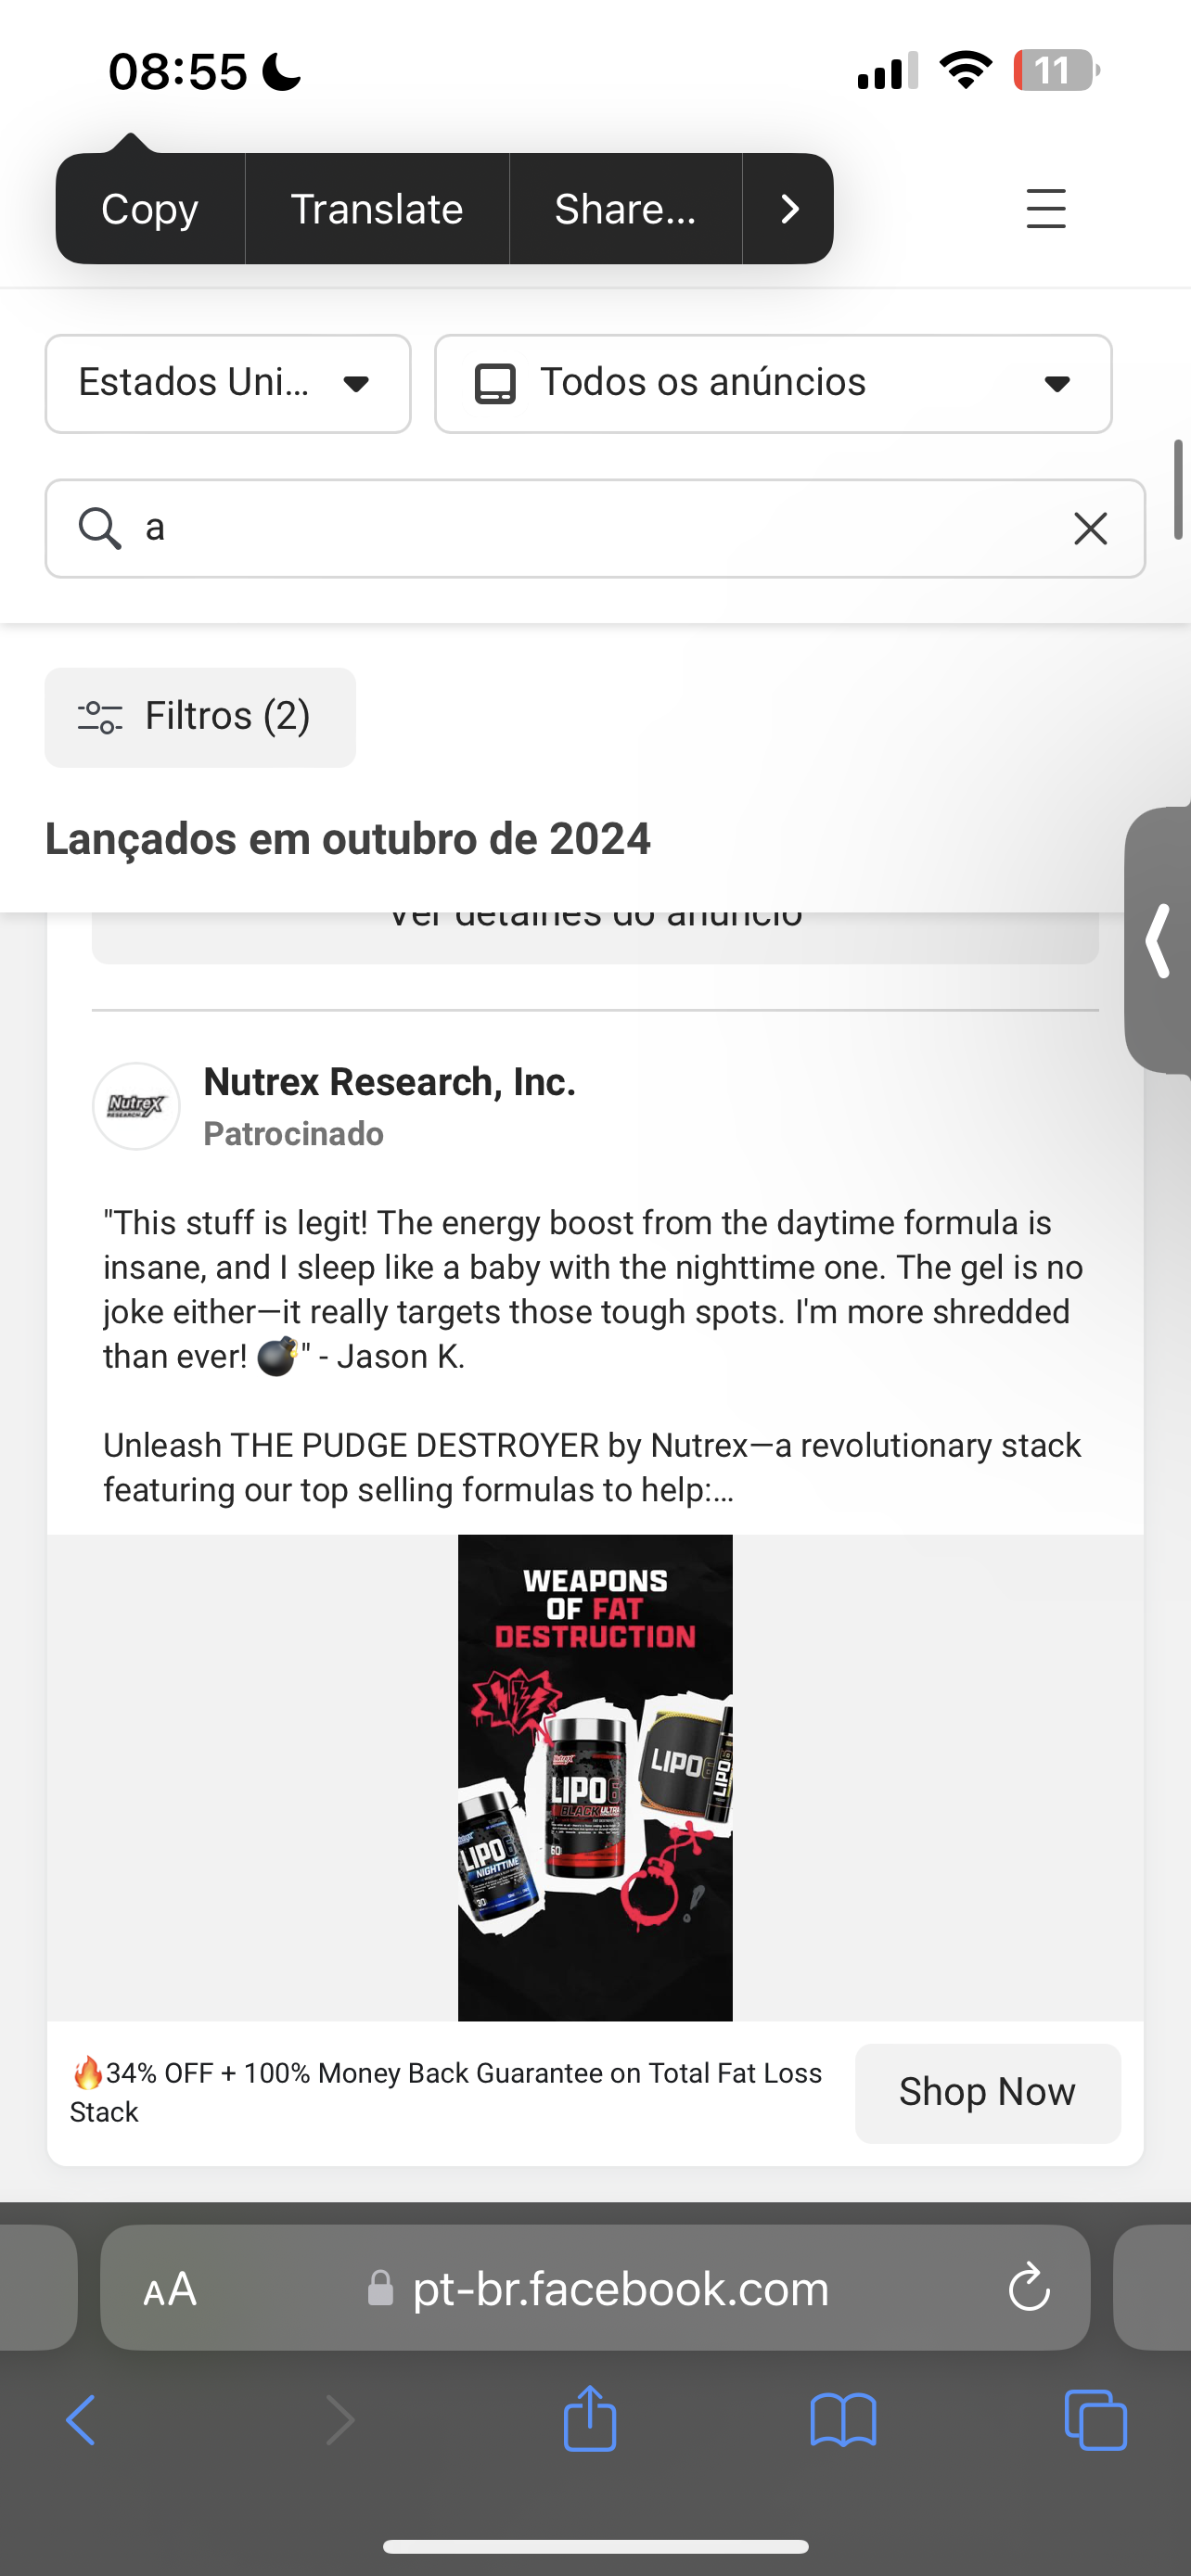 08:55
11
Copy
Translate
Share...
Estados Uni...
Todos os anúncios
a
Filtros (2)
Lançados em outubro de 2024
Ver detalhes do anúncio
Nutrex
RESEARCH
Nutrex Research, Inc.
Patrocinado
"This stuff is legit! The energy boost from the daytime formula is
insane, and I sleep like a baby with the nighttime one. The gel is no
joke either—it really targets those tough spots. I'm more shredded
than ever! 💣" - Jason K.
Unleash THE PUDGE DESTROYER by Nutrex—a revolutionary stack
featuring our top selling formulas to help:...
WEAPONS
OF FAT
DESTRUCTION
Nutrex
LIPO6
BLACK ULTRA
60
LIPO6
LIPO
LIPO6
NIGHTTIME
30
🔥34% OFF + 100% Money Back Guarantee on Total Fat Loss
Stack
Shop Now
AA
pt-br.facebook.com